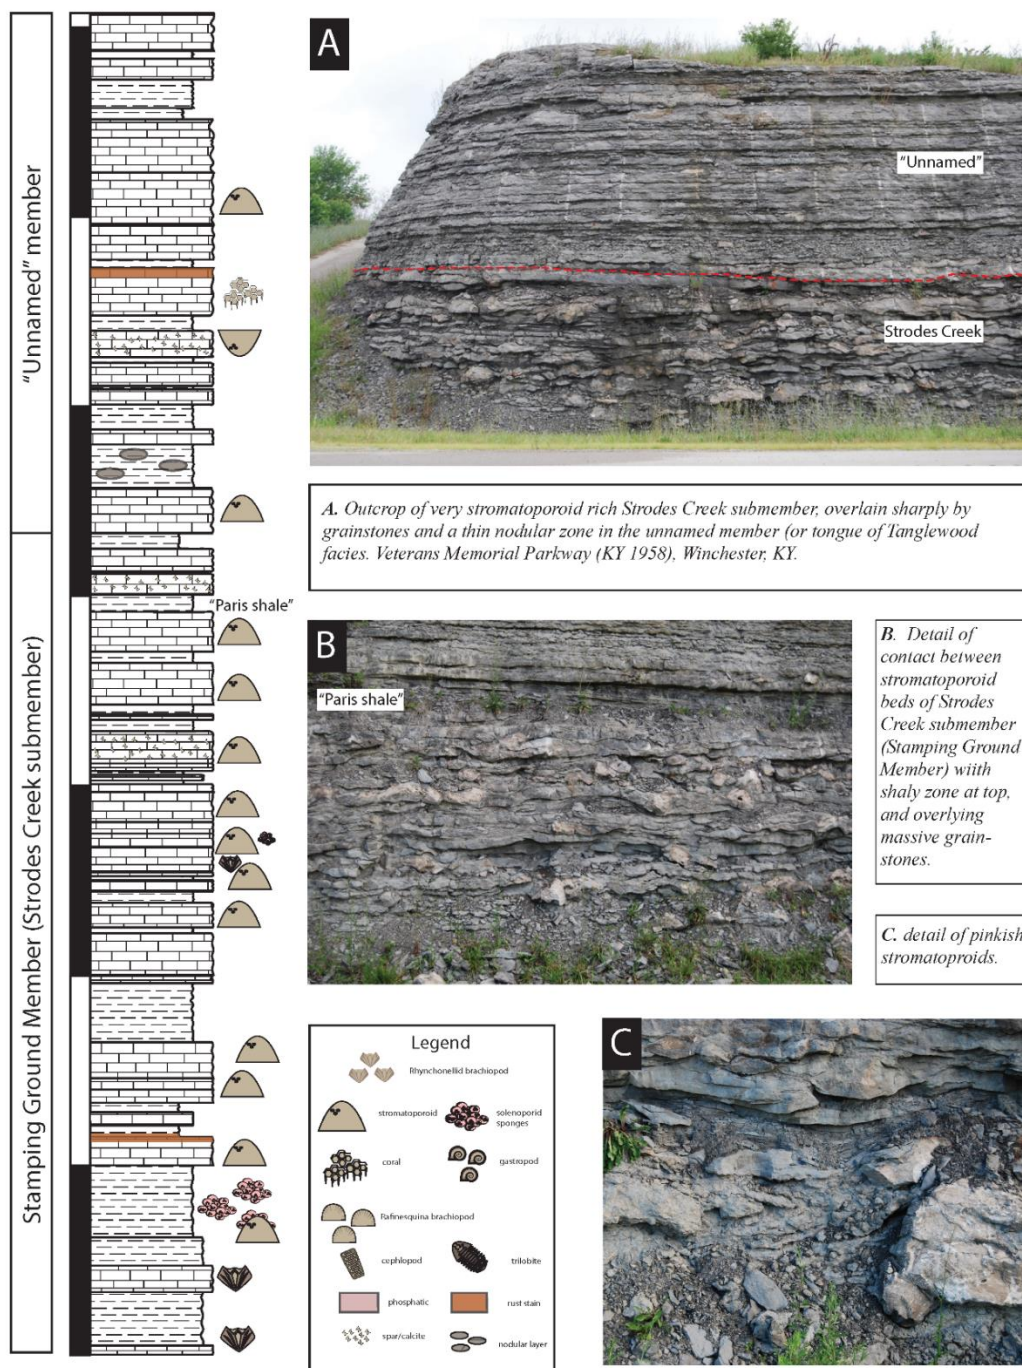 "Unnamed" member
Stamping Ground Member (Strodes Creek submember)
"Paris shale"
A
"Unnamed"
Strodes Creek
A. Outcrop of very stromatoporoid rich Strodes Creek submember, overlain sharply by
grainstones and a thin nodular zone in the unnamed member (or tongue of Tanglewood
facies. Veterans Memorial Parkway (KY 1958), Winchester, KY.
B
"Paris shale"
B. Detail of
contact between
stromatoporoid
beds of Strodes
Creek submember
(Stamping Ground
Member) wiith
shaly zone at top,
and overlying
massive grain-
stones.
C. detail of pinkish
stromatoproids.
Legend
Rhynchonellid brachiopod
stromatoporoid
solenoporid
sponges
coral
gastropod
Rafinesquina brachiopod
cephlopod
trilobite
phosphatic
rust stain
spar/calcite
nodular layer
C